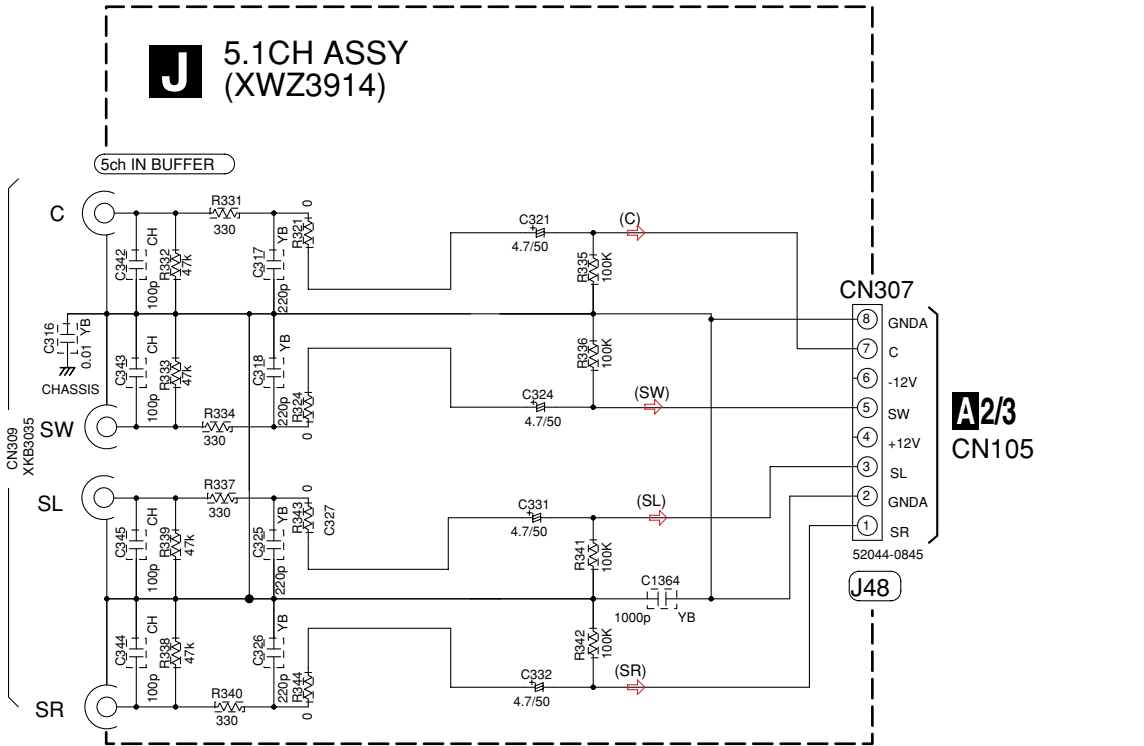 J
5.1CH ASSY
(XWZ3914)
5ch IN BUFFER
C
R331
330
C342
CH
100p
R332
47k
C317
YB
220p
R321
0
C321
4.7/50
(C)
R335
100K
C316
YB
0.01
CHASSIS
C343
CH
100p
R333
47k
C318
YB
220p
R324
0
R336
100K
C324
4.7/50
(SW)
SW
R334
330
CN309
XKB3035
SL
R337
330
C345
CH
100p
R339
47k
C325
YB
220p
R343
0
C327
C331
4.7/50
(SL)
R341
100K
C1364
1000p
YB
C344
CH
100p
R338
47k
C326
YB
220p
R344
0
R342
100K
C332
4.7/50
(SR)
SR
R340
330
CN307
8 GNDA
7 C
6 -12V
5 SW
4 +12V
3 SL
2 GNDA
1 SR
52044-0845
J48
A 2/3
CN105